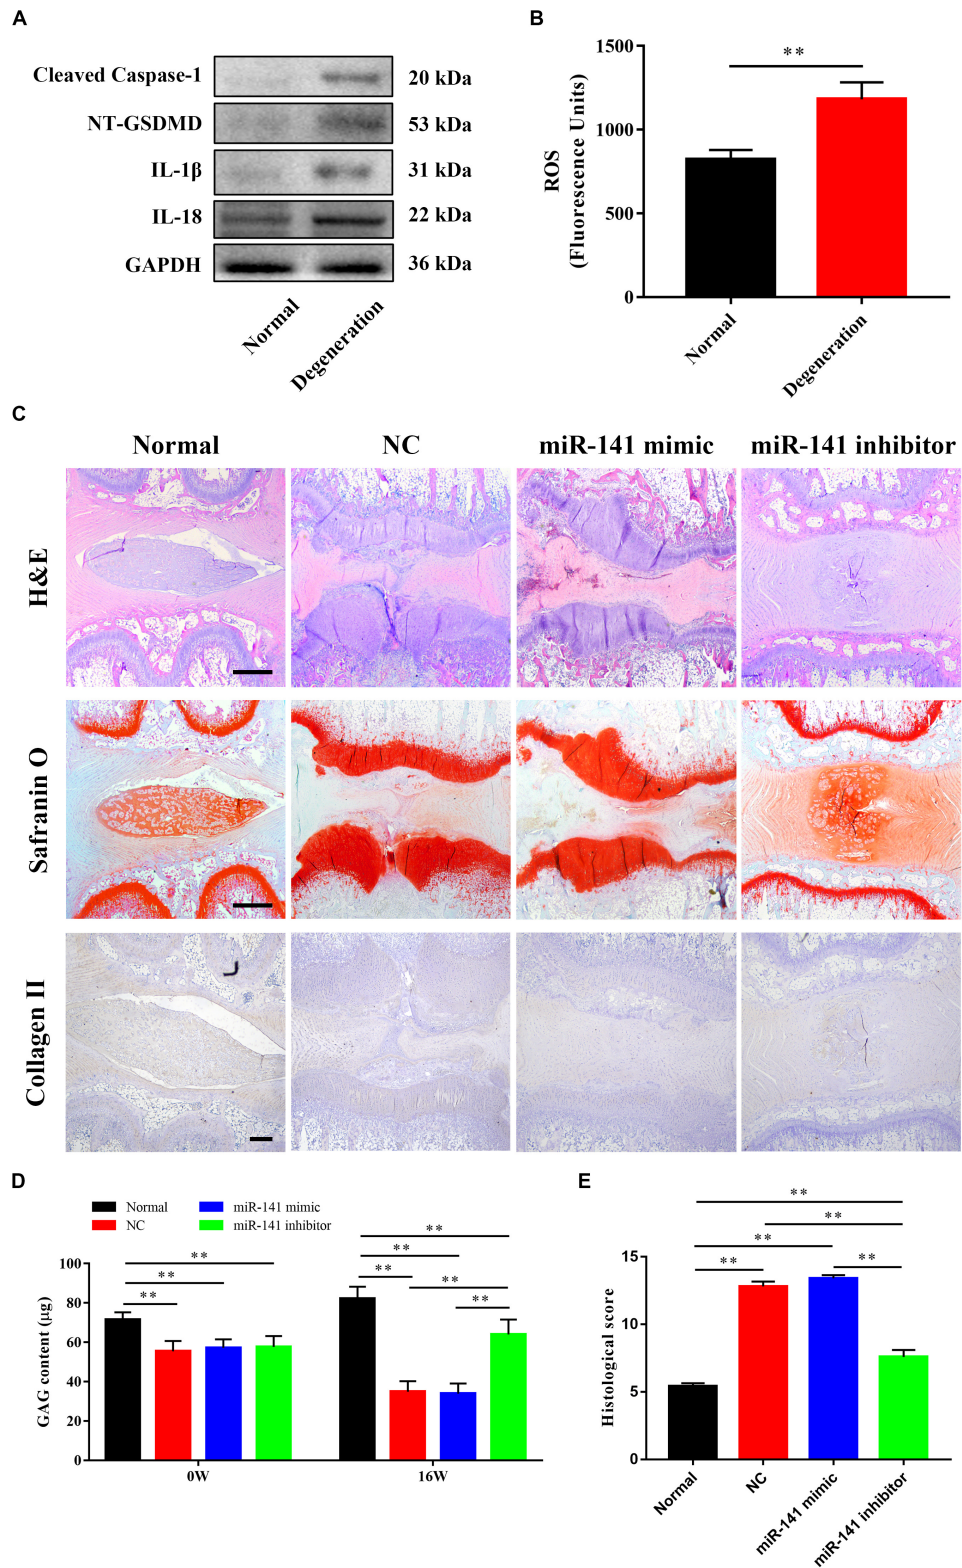 A
Cleaved Caspase-1 20 kDa
NT-GSDMD 53 kDa
IL-1β 31 kDa
IL-18 22 kDa
GAPDH 36 kDa
Normal
Degeneration
B
ROS
(Fluorescence Units)
1500
1000
500
0
**
Normal
Degeneration
C
Normal NC miR-141 mimic miR-141 inhibitor
H&E
Safranin O
Collagen II
D
Normal miR-141 mimic
NC miR-141 inhibitor
GAG content (μg)
100
80
60
40
20
0
**
**
**
**
**
**
**
**
0W 16W
E
Histological score
15
10
5
0
**
**
**
**
**
Normal
NC
miR-141 mimic
miR-141 inhibitor